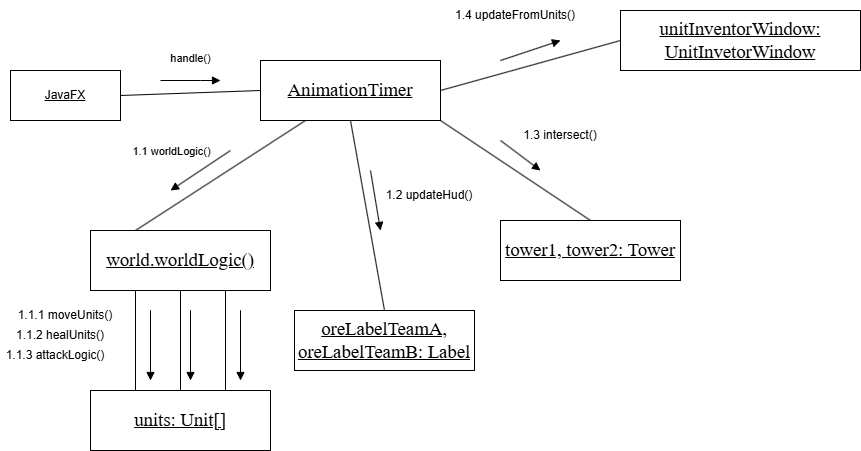 1.4 updateFromUnits()
unitInventorWindow:
UnitInvetorWindow
handle()
JavaFX
AnimationTimer
1.1 worldLogic()
1.3 intersect()
1.2 updateHud()
world.worldLogic()
tower1, tower2: Tower
1.1.1 moveUnits()
1.1.2 healUnits()
1.1.3 attackLogic()
oreLabelTeamA,
oreLabelTeamB: Label
units: Unit[]